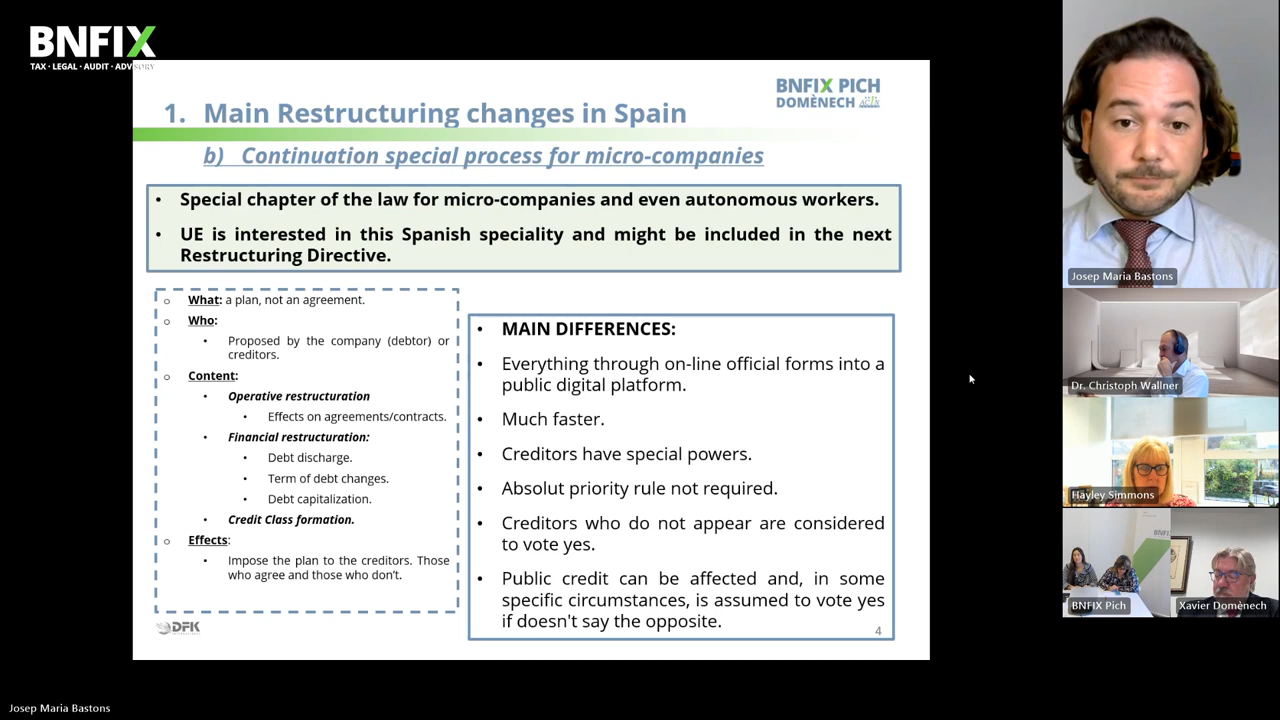 BNFIX
TAX · LEGAL · AUDIT · ADVISORY
BNFIX PICH
DOMÈNECH
1. Main Restructuring changes in Spain
b) Continuation special process for micro-companies
• Special chapter of the law for micro-companies and even autonomous workers.
• UE is interested in this Spanish speciality and might be included in the next
Restructuring Directive.
o What: a plan, not an agreement.
o Who:
• Proposed by the company (debtor) or
creditors.
o Content:
• Operative restructuration
• Effects on agreements/contracts.
• Financial restructuration:
• Debt discharge.
• Term of debt changes.
• Debt capitalization.
• Credit Class formation.
o Effects:
• Impose the plan to the creditors. Those
who agree and those who don't.
• MAIN DIFFERENCES:
• Everything through on-line official forms into a
public digital platform.
• Much faster.
• Creditors have special powers.
• Absolut priority rule not required.
• Creditors who do not appear are considered
to vote yes.
• Public credit can be affected and, in some
specific circumstances, is assumed to vote yes
if doesn't say the opposite.
DFK
4
Josep Maria Bastons
Dr. Christoph Wallner
Hayley Simmons
BNFIX
BNFIX Pich
Xavier Domènech
Josep Maria Bastons